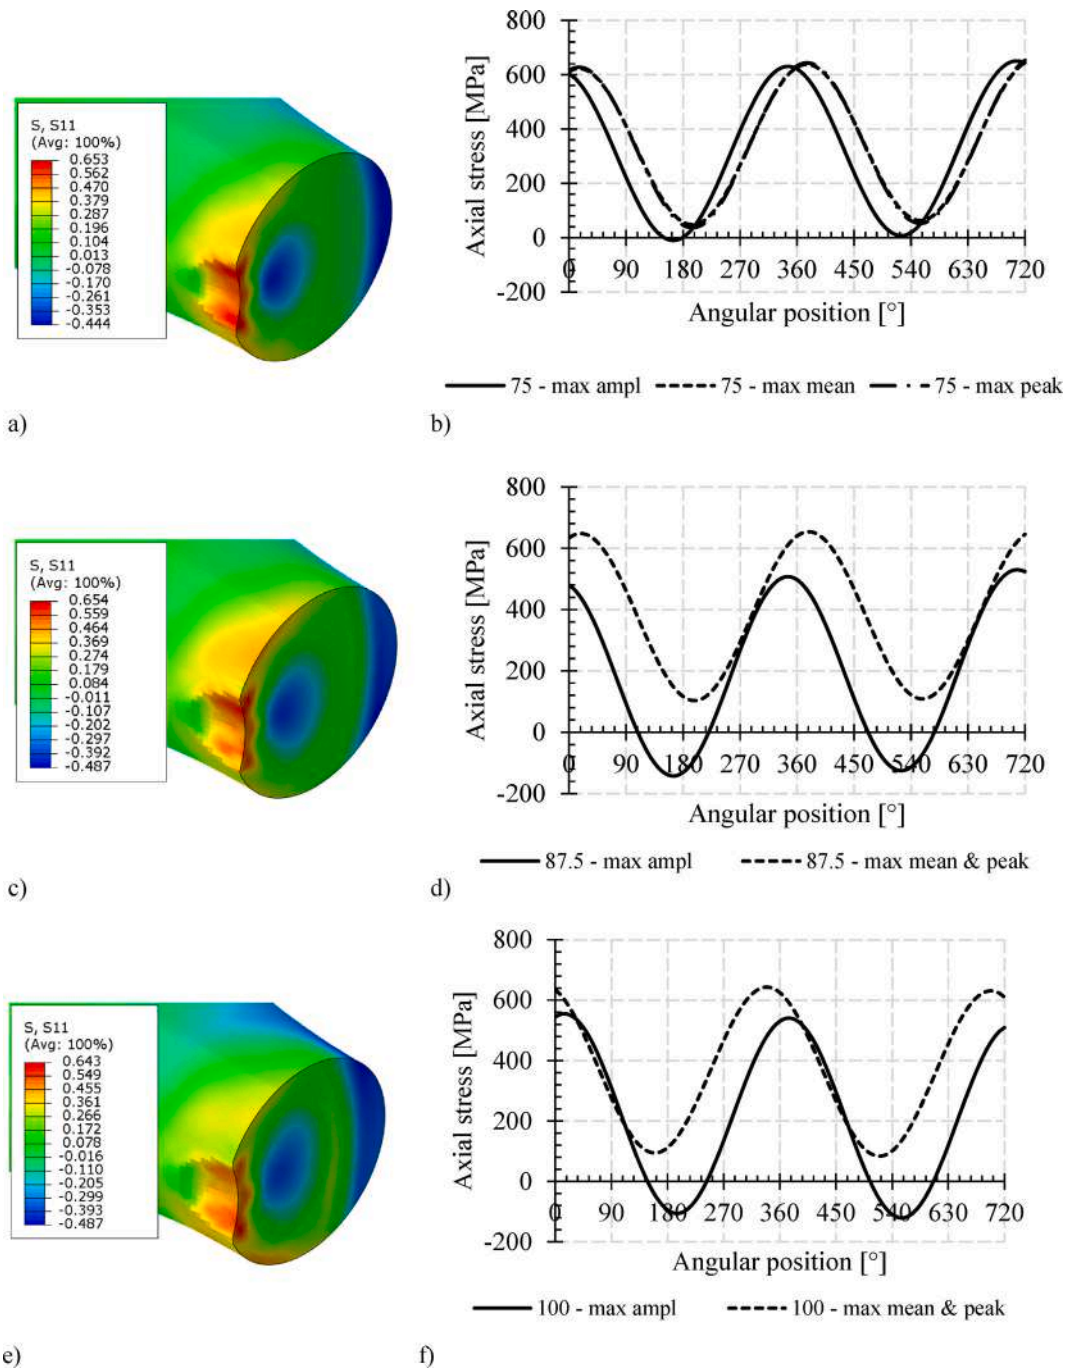 S, S11
(Avg: 100%)
0.653
0.562
0.470
0.379
0.287
0.196
0.104
0.013
-0.078
-0.170
-0.261
-0.353
-0.444
a)
Axial stress [MPa]
800
600
400
200
0
-200
0 90 180 270 360 450 540 630 720
Angular position [°]
75 - max ampl 75 - max mean 75 - max peak
b)
S, S11
(Avg: 100%)
0.654
0.559
0.464
0.369
0.274
0.179
0.084
-0.011
-0.107
-0.202
-0.297
-0.392
-0.487
c)
Axial stress [MPa]
800
600
400
200
0
-200
0 90 180 270 360 450 540 630 720
Angular position [°]
87.5 - max ampl 87.5 - max mean & peak
d)
S, S11
(Avg: 100%)
0.643
0.549
0.455
0.361
0.266
0.172
0.078
-0.016
-0.110
-0.205
-0.299
-0.393
-0.487
e)
Axial stress [MPa]
800
600
400
200
0
-200
0 90 180 270 360 450 540 630 720
Angular position [°]
100 - max ampl 100 - max mean & peak
f)